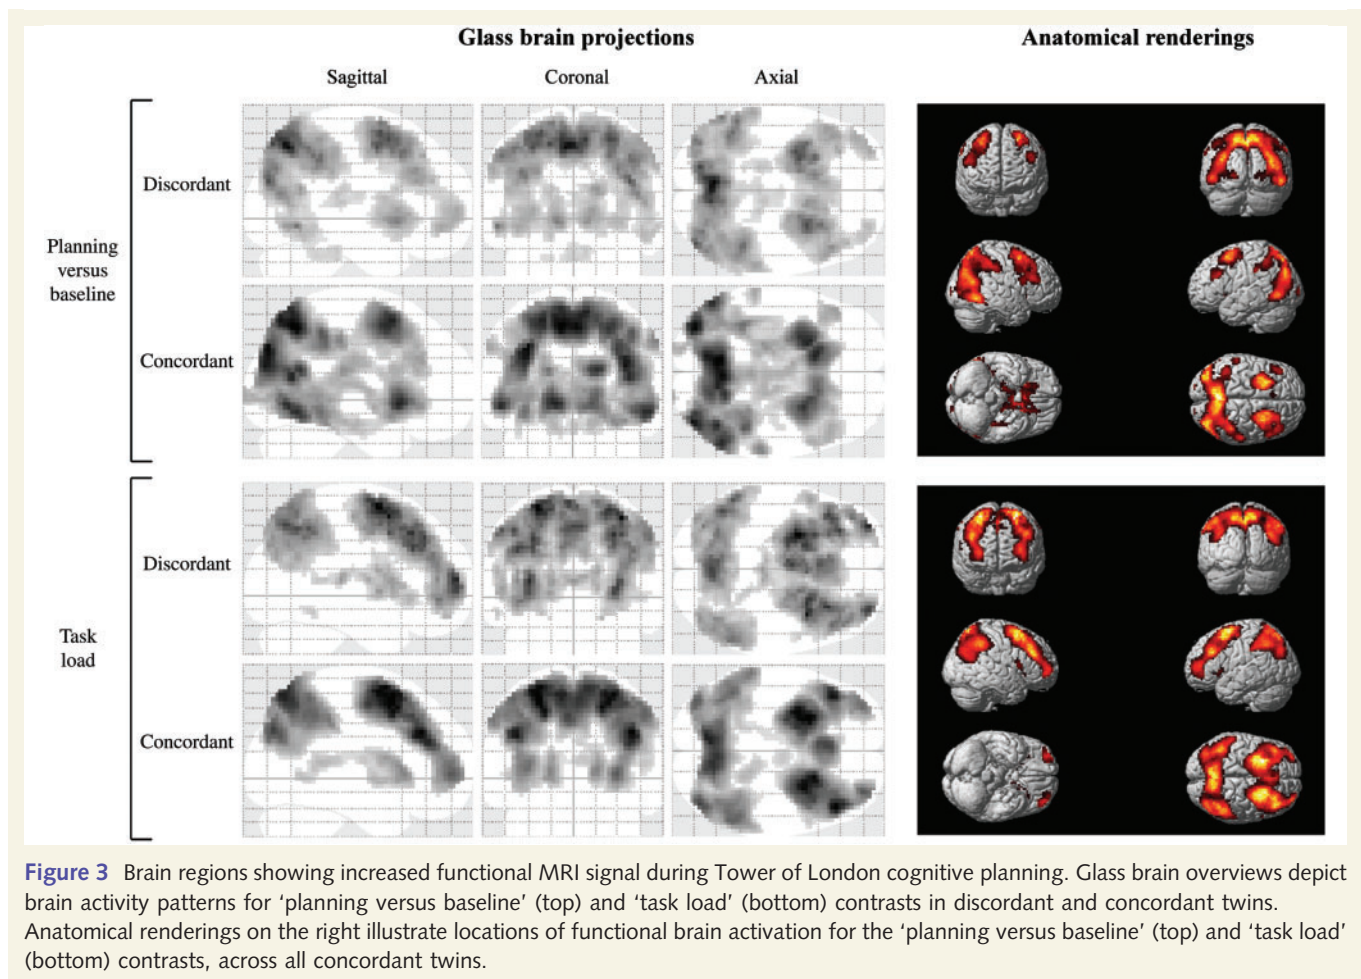 Glass brain projections
Anatomical renderings
Sagittal
Coronal
Axial
Discordant
Planning
versus
baseline
Concordant
Discordant
Task
load
Concordant
Figure 3 Brain regions showing increased functional MRI signal during Tower of London cognitive planning. Glass brain overviews depict
brain activity patterns for ‘planning versus baseline’ (top) and ‘task load’ (bottom) contrasts in discordant and concordant twins.
Anatomical renderings on the right illustrate locations of functional brain activation for the ‘planning versus baseline’ (top) and ‘task load’
(bottom) contrasts, across all concordant twins.